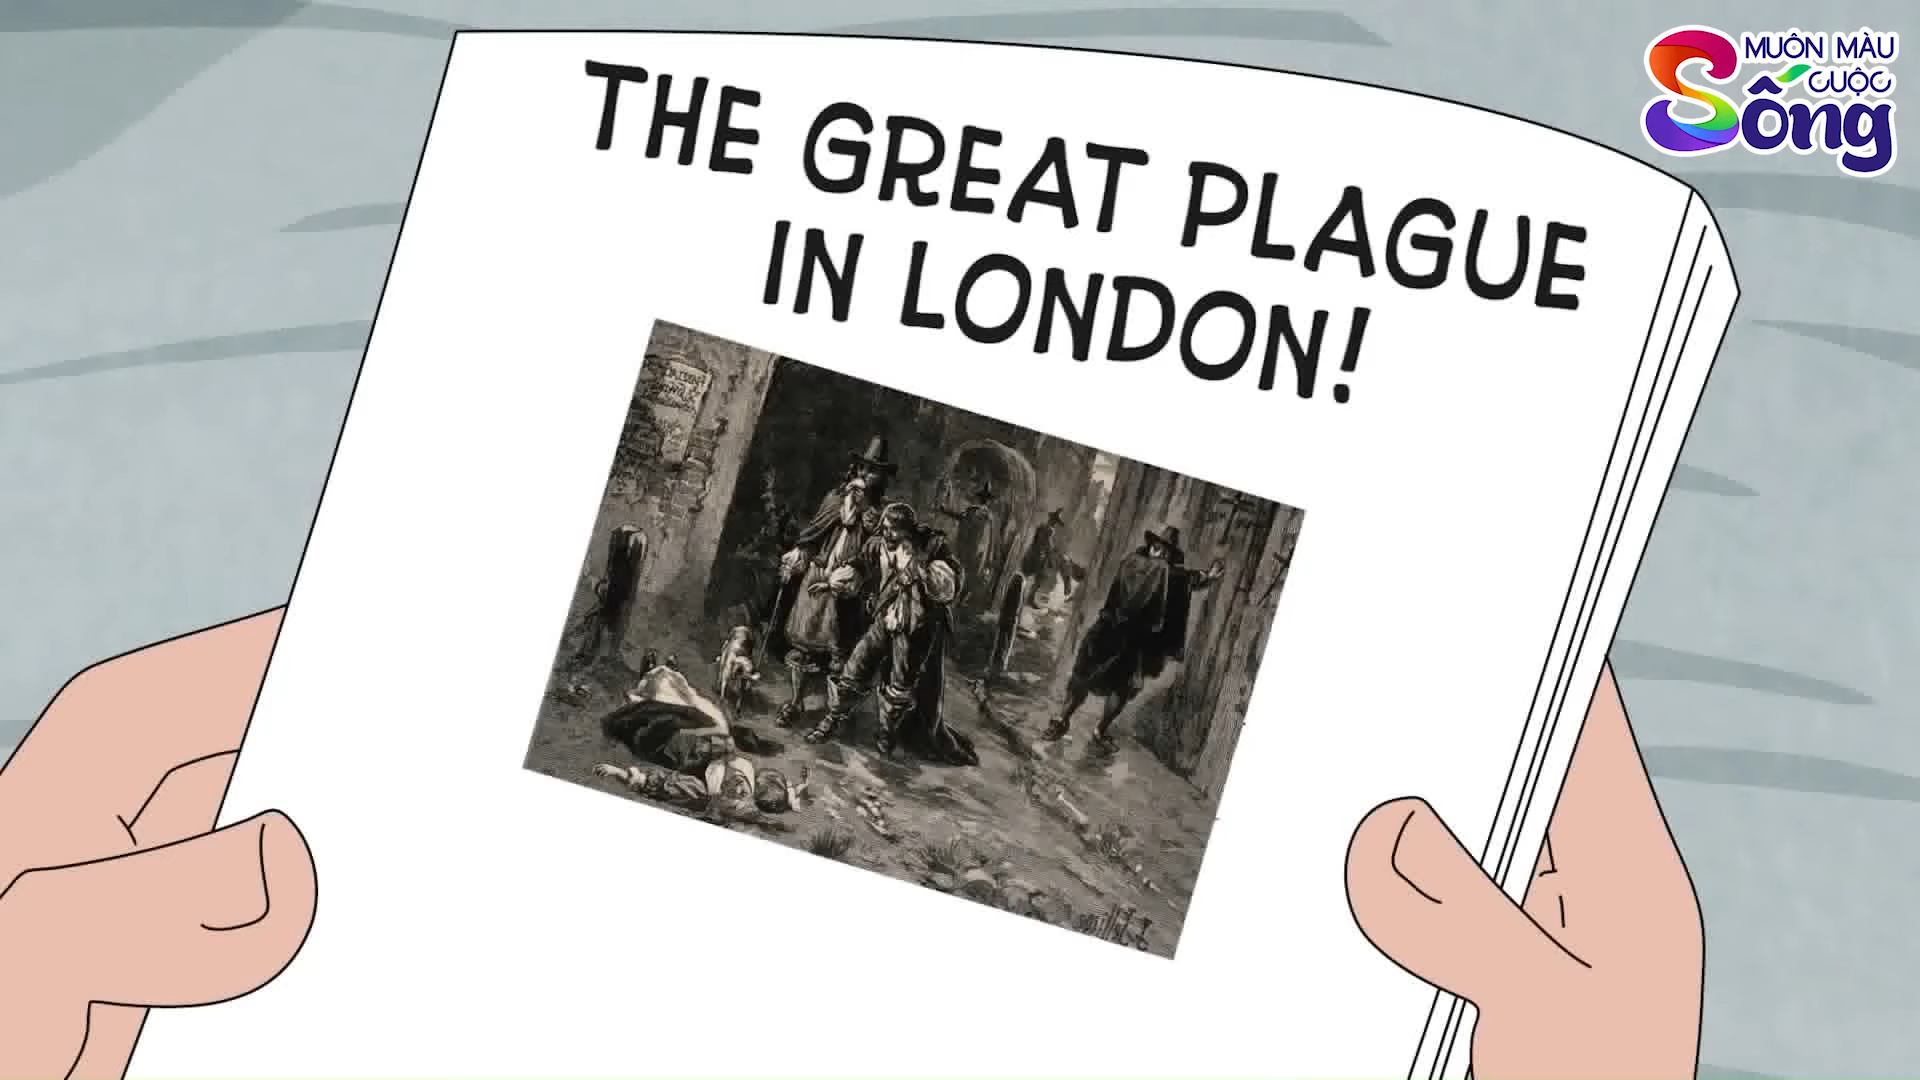 THE GREAT PLAGUE
IN LONDON!
MUÔN MÀU
CUỘC
Sống